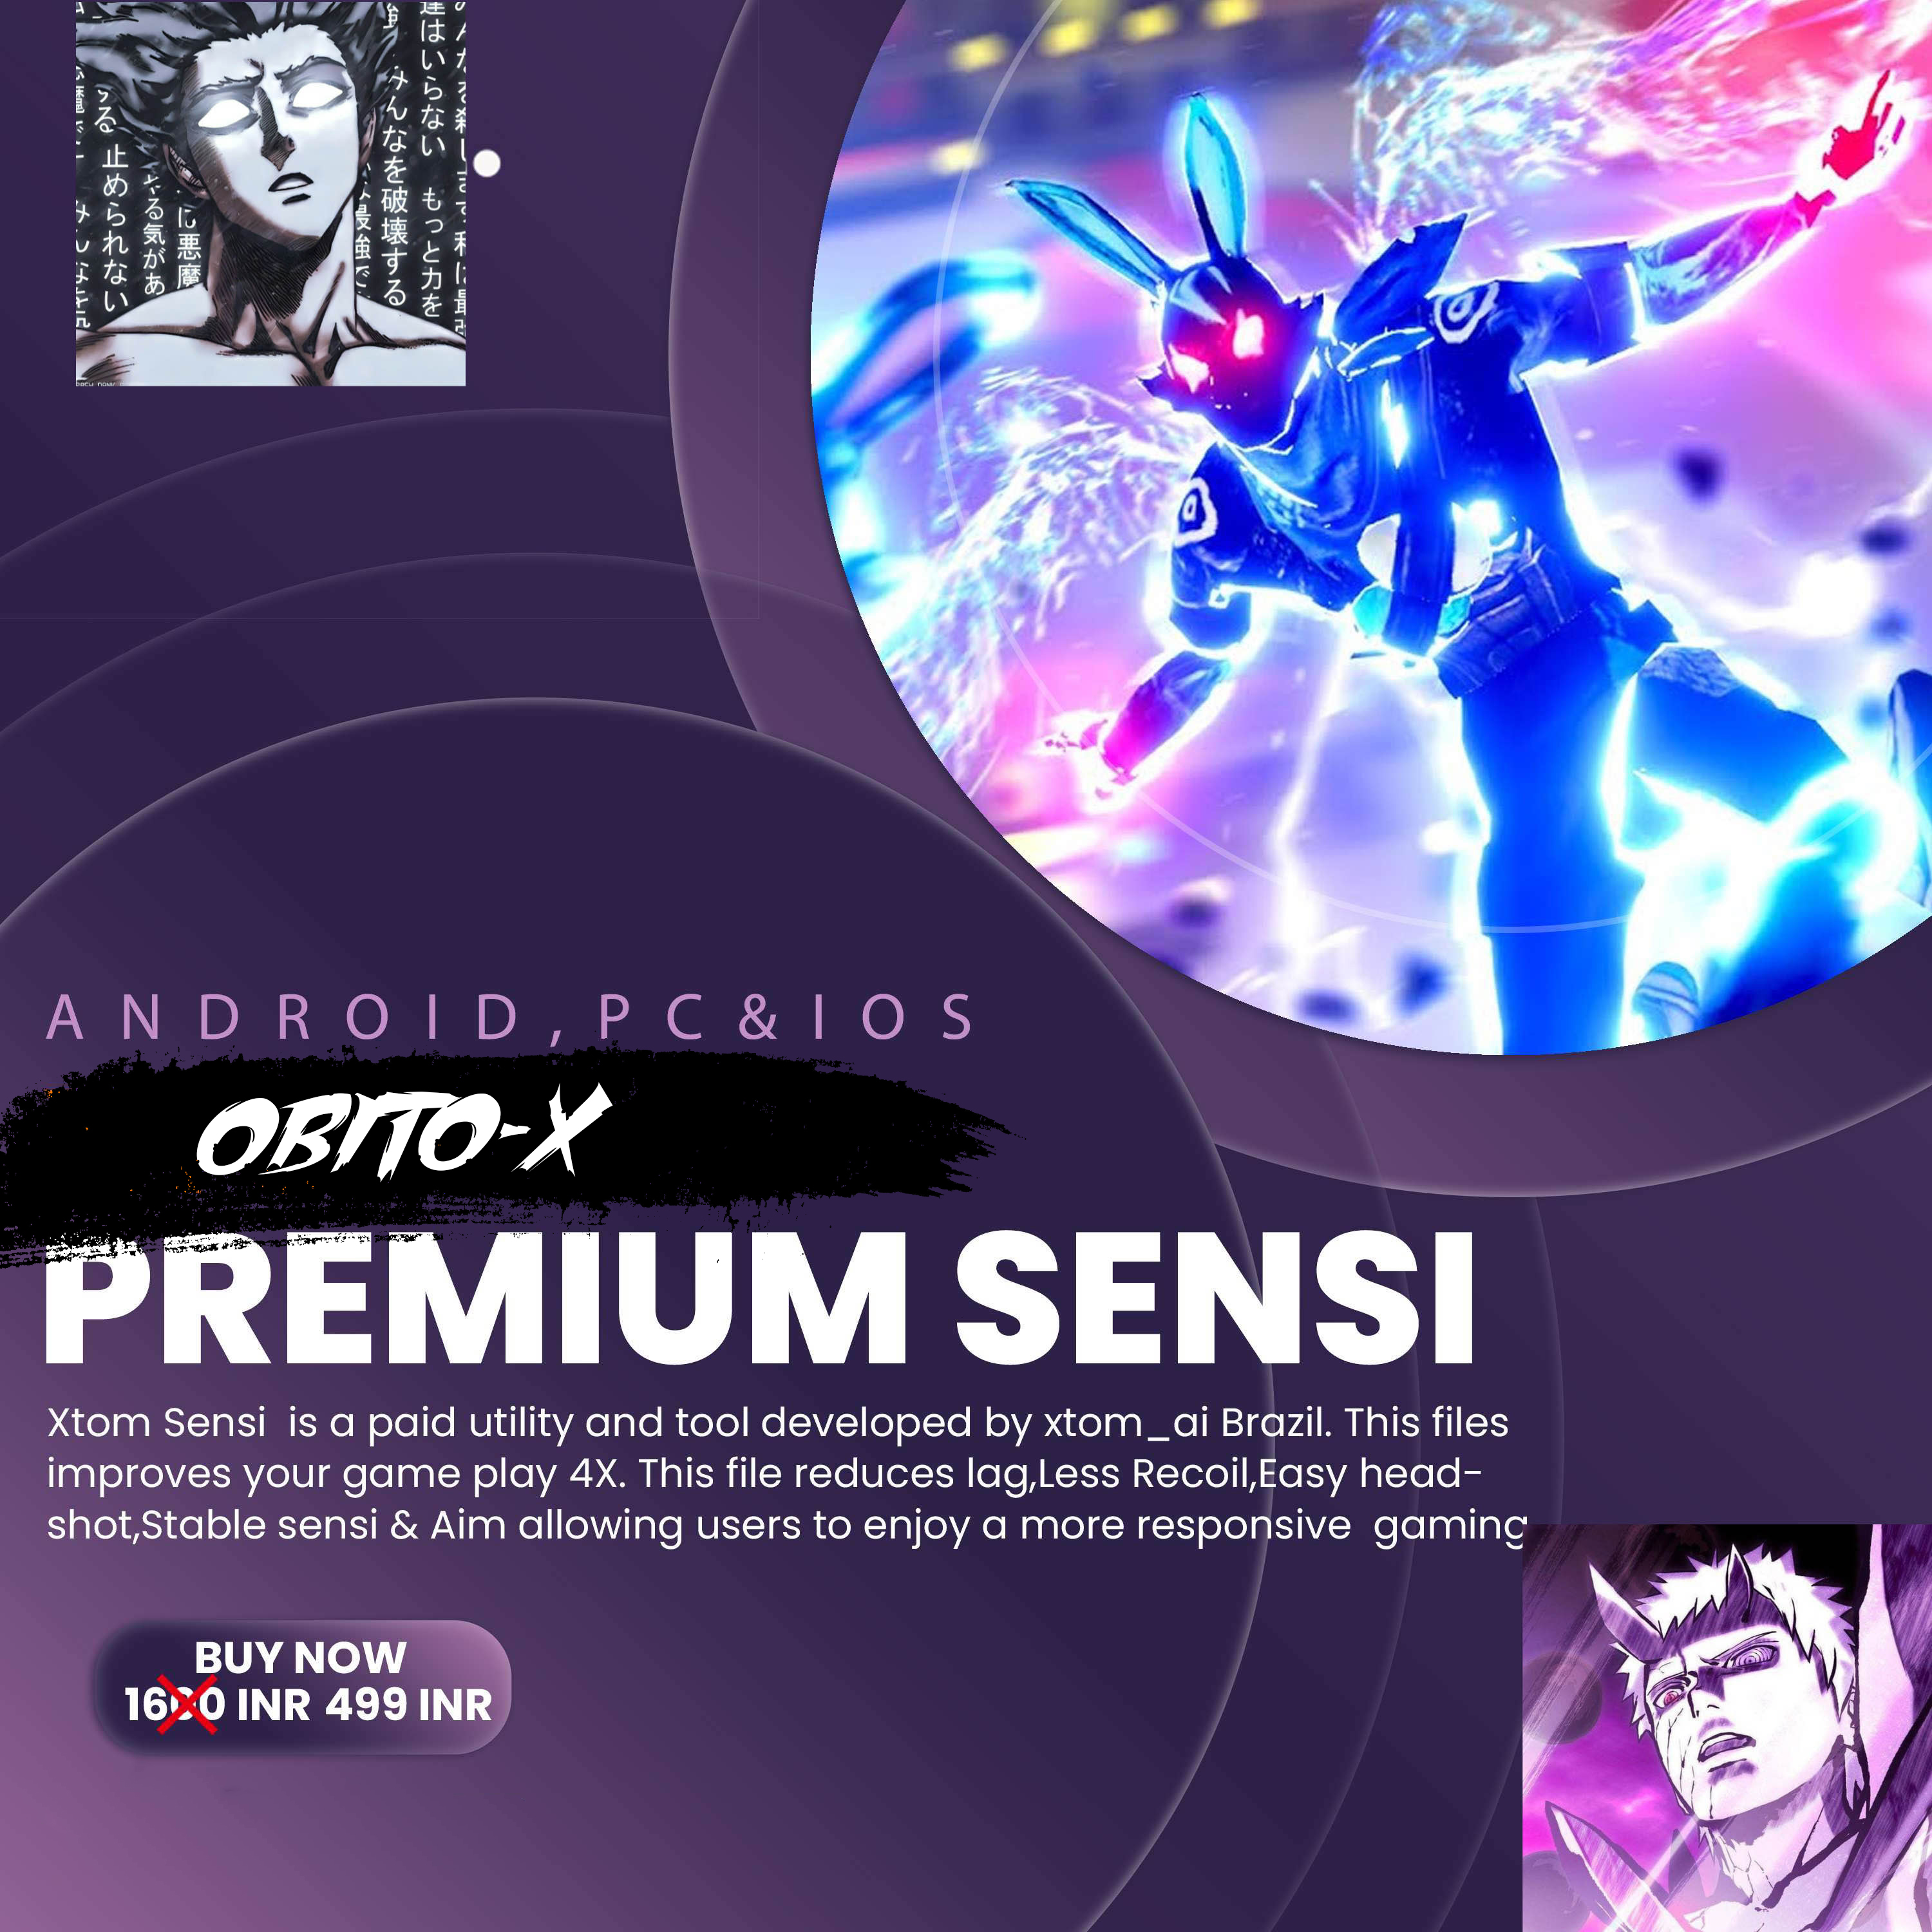 止められない
る気があ
に悪魔
みんなを破壊する
最強で
はいらない もっと力を
ANDROID,PC&IOS
OBITO-X
PREMIUM SENSI
Xtom Sensi is a paid utility and tool developed by xtom_ai Brazil. This files
improves your game play 4X. This file reduces lag,Less Recoil,Easy head-
shot,Stable sensi & Aim allowing users to enjoy a more responsive gaming
BUY NOW
1600 INR 499 INR